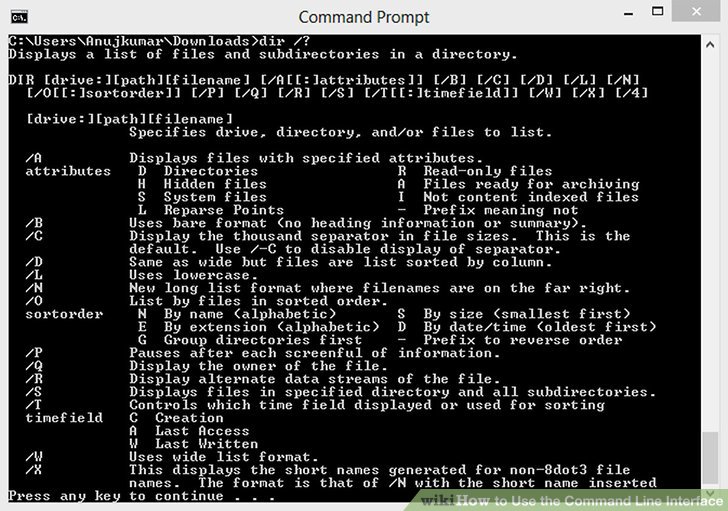 Command Prompt
C:\Users\Anujkumar\Downloads>dir /?
Displays a list of files and subdirectories in a directory.
DIR [drive:][path][filename] [/A[[:]attributes]] [/B] [/C] [/D] [/L] [/N]
[/O[[:]sortorder]] [/P] [/Q] [/R] [/S] [/T[[:]timefield]] [/W] [/X] [/4]
[drive:][path][filename]
Specifies drive, directory, and/or files to list.
/A Displays files with specified attributes.
attributes D Directories R Read-only files
H Hidden files A Files ready for archiving
S System files I Not content indexed files
L Reparse Points - Prefix meaning not
/B Uses bare format (no heading information or summary).
/C Display the thousand separator in file sizes. This is the
default. Use /-C to disable display of separator.
/D Same as wide but files are list sorted by column.
/L Uses lowercase.
/N New long list format where filenames are on the far right.
/O List by files in sorted order.
sortorder N By name (alphabetic) S By size (smallest first)
E By extension (alphabetic) D By date/time (oldest first)
G Group directories first - Prefix to reverse order
/P Pauses after each screenful of information.
/Q Display the owner of the file.
/R Display alternate data streams of the file.
/S Displays files in specified directory and all subdirectories.
/T Controls which time field displayed or used for sorting
timefield C Creation
A Last Access
W Last Written
/W Uses wide list format.
/X This displays the short names generated for non-8dot3 file
names. The format is that of /N with the short name inserted
Press any key to continue . . .
wikiHow to Use the Command Line Interface